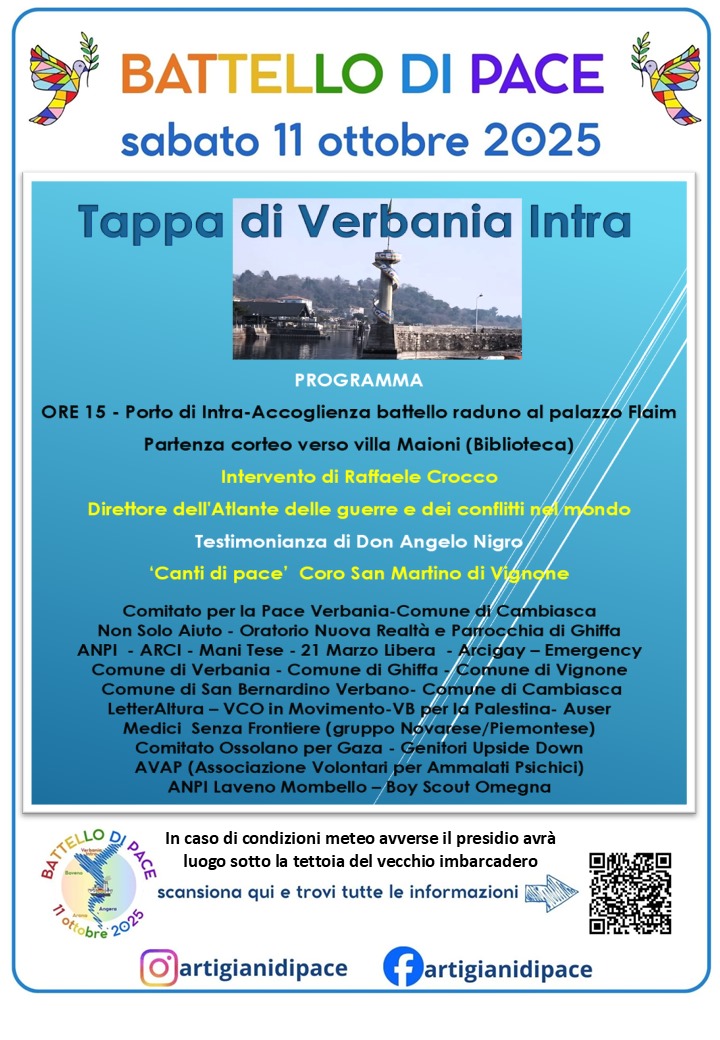 BATTELLO DI PACE
sabato 11 ottobre 2025
Tappa di Verbania Intra
PROGRAMMA
ORE 15 - Porto di Intra-Accoglienza battello raduno al palazzo Flaim
Partenza corteo verso villa Maioni (Biblioteca)
Intervento di Raffaele Crocco
Direttore dell'Atlante delle guerre e dei conflitti nel mondo
Testimonianza di Don Angelo Nigro
‘Canti di pace’ Coro San Martino di Vignone
Comitato per la Pace Verbania-Comune di Cambiasca
Non Solo Aiuto - Oratorio Nuova Realtà e Parrocchia di Ghiffa
ANPI - ARCI - Mani Tese - 21 Marzo Libera - Arcigay – Emergency
Comune di Verbania - Comune di Ghiffa - Comune di Vignone
Comune di San Bernardino Verbano- Comune di Cambiasca
LetterAltura – VCO in Movimento-VB per la Palestina- Auser
Medici Senza Frontiere (gruppo Novarese/Piemontese)
Comitato Ossolano per Gaza - Genitori Upside Down
AVAP (Associazione Volontari per Ammalati Psichici)
ANPI Laveno Mombello – Boy Scout Omegna
In caso di condizioni meteo avverse il presidio avrà
luogo sotto la tettoia del vecchio imbarcadero
BATTELLO DI PACE
Verbania
Intra
Baveno
Angera
Arona
11 ottobre 2025
scansiona qui e trovi tutte le informazioni
artigianidipace
artigianidipace